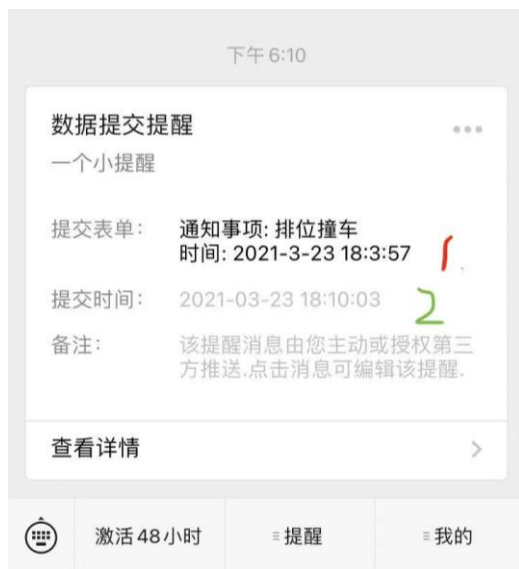 下午6:10
数据提交提醒
一个小提醒
提交表单: 通知事项: 排位撞车
时间: 2021-3-23 18:3:57 1
提交时间: 2021-03-23 18:10:03 2
备注: 该提醒消息由您主动或授权第三
方推送.点击消息可编辑该提醒.
查看详情
激活48小时 提醒 我的